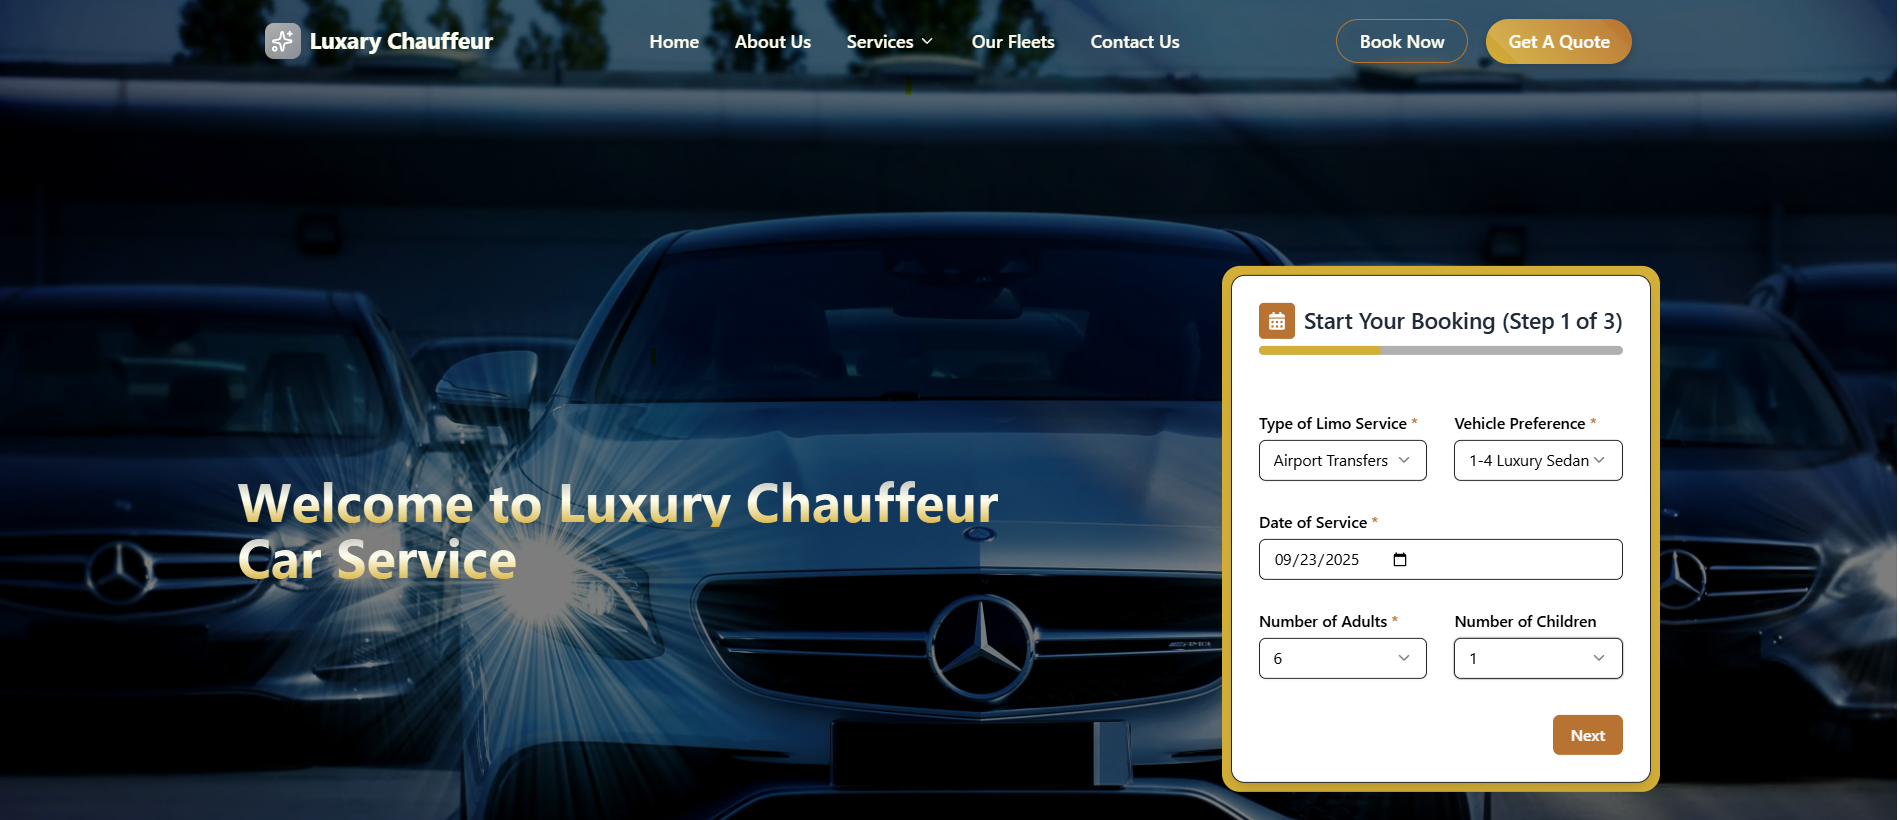 Luxary Chauffeur
Home
About Us
Services
Our Fleets
Contact Us
Book Now
Get A Quote
Start Your Booking (Step 1 of 3)
Type of Limo Service *
Vehicle Preference *
Airport Transfers
1-4 Luxury Sedan
Welcome to Luxury Chauffeur
Car Service
Date of Service *
09/23/2025
Number of Adults *
Number of Children
6
1
Next